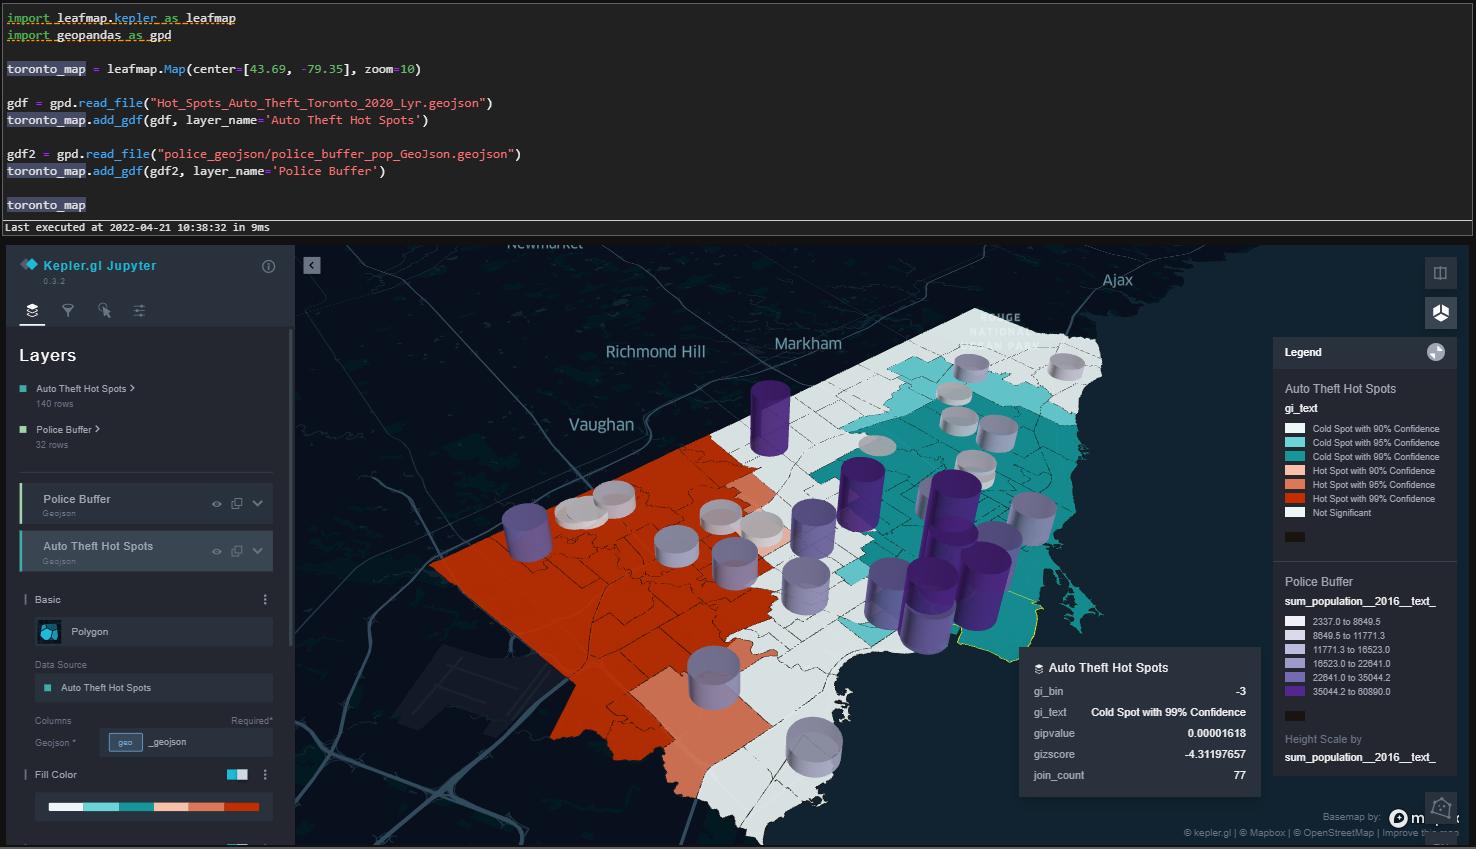 import leafmap.kepler as leafmap
import geopandas as gpd
toronto_map = leafmap.Map(center=[43.69, -79.35], zoom=10)
gdf = gpd.read_file("Hot_Spots_Auto_Theft_Toronto_2020_Lyr.geojson")
toronto_map.add_gdf(gdf, layer_name='Auto Theft Hot Spots')
gdf2 = gpd.read_file("police_geojson/police_buffer_pop_GeoJson.geojson")
toronto_map.add_gdf(gdf2, layer_name='Police Buffer')
toronto_map
Last executed at 2022-04-21 10:38:32 in 9ms
Kepler.gl Jupyter
0.3.2
Layers
Auto Theft Hot Spots
140 rows
Police Buffer
32 rows
Police Buffer
Geojson
Auto Theft Hot Spots
Geojson
Basic
Polygon
Data Source
Auto Theft Hot Spots
Columns Required*
Geojson * geo _geojson
Fill Color
Newmarket
Ajax
NATIONAL
Markham
Richmond Hill
Vaughan
Auto Theft Hot Spots
gi_bin -3
gi_text Cold Spot with 99% Confidence
gipvalue 0.00001618
gizscore -4.31197657
join_count 77
Legend
Auto Theft Hot Spots
gi_text
Cold Spot with 90% Confidence
Cold Spot with 95% Confidence
Cold Spot with 99% Confidence
Hot Spot with 90% Confidence
Hot Spot with 95% Confidence
Hot Spot with 99% Confidence
Not Significant
Police Buffer
sum_population__2016__text_
2337.0 to 8649.5
8649.5 to 11771.3
11771.3 to 16523.0
16523.0 to 22641.0
22641.0 to 35044.2
35044.2 to 60890.0
Height Scale by
sum_population__2016__text_
Basemap by:
© kepler.gl | © Mapbox | © OpenStreetMap | Improve this map